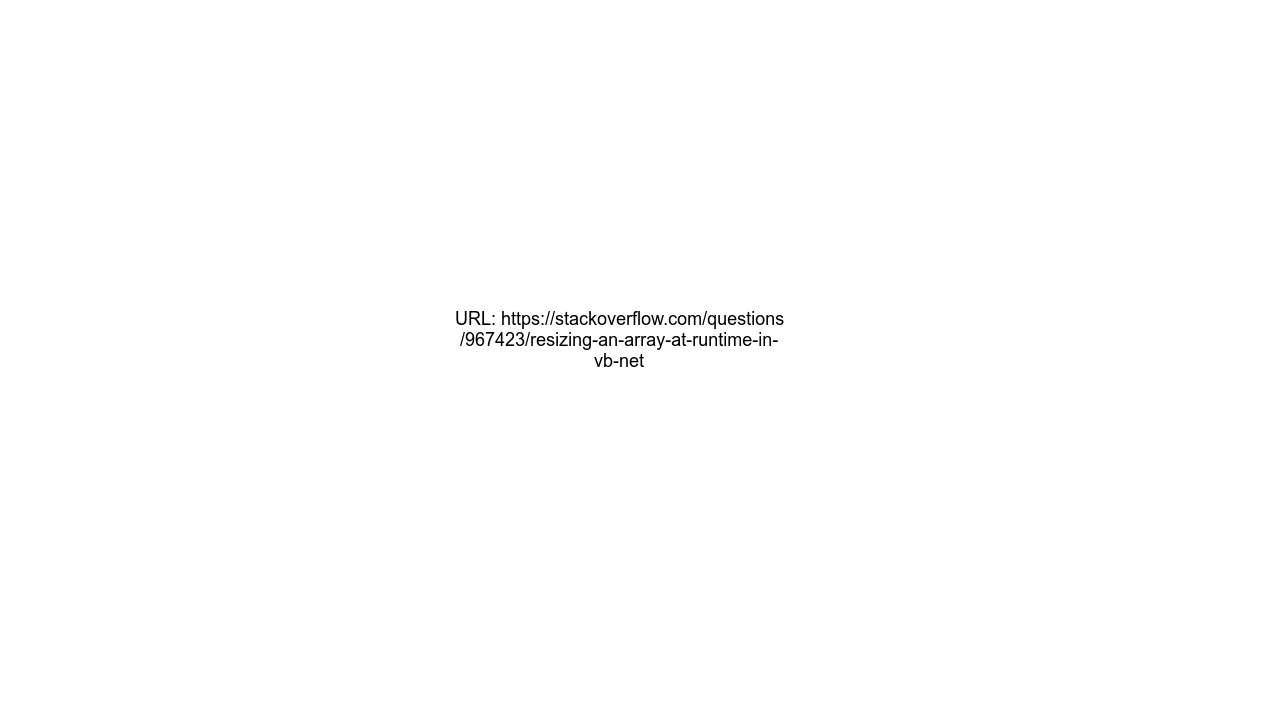 URL: https://stackoverflow.com/questions
/967423/resizing-an-array-at-runtime-in-
vb-net